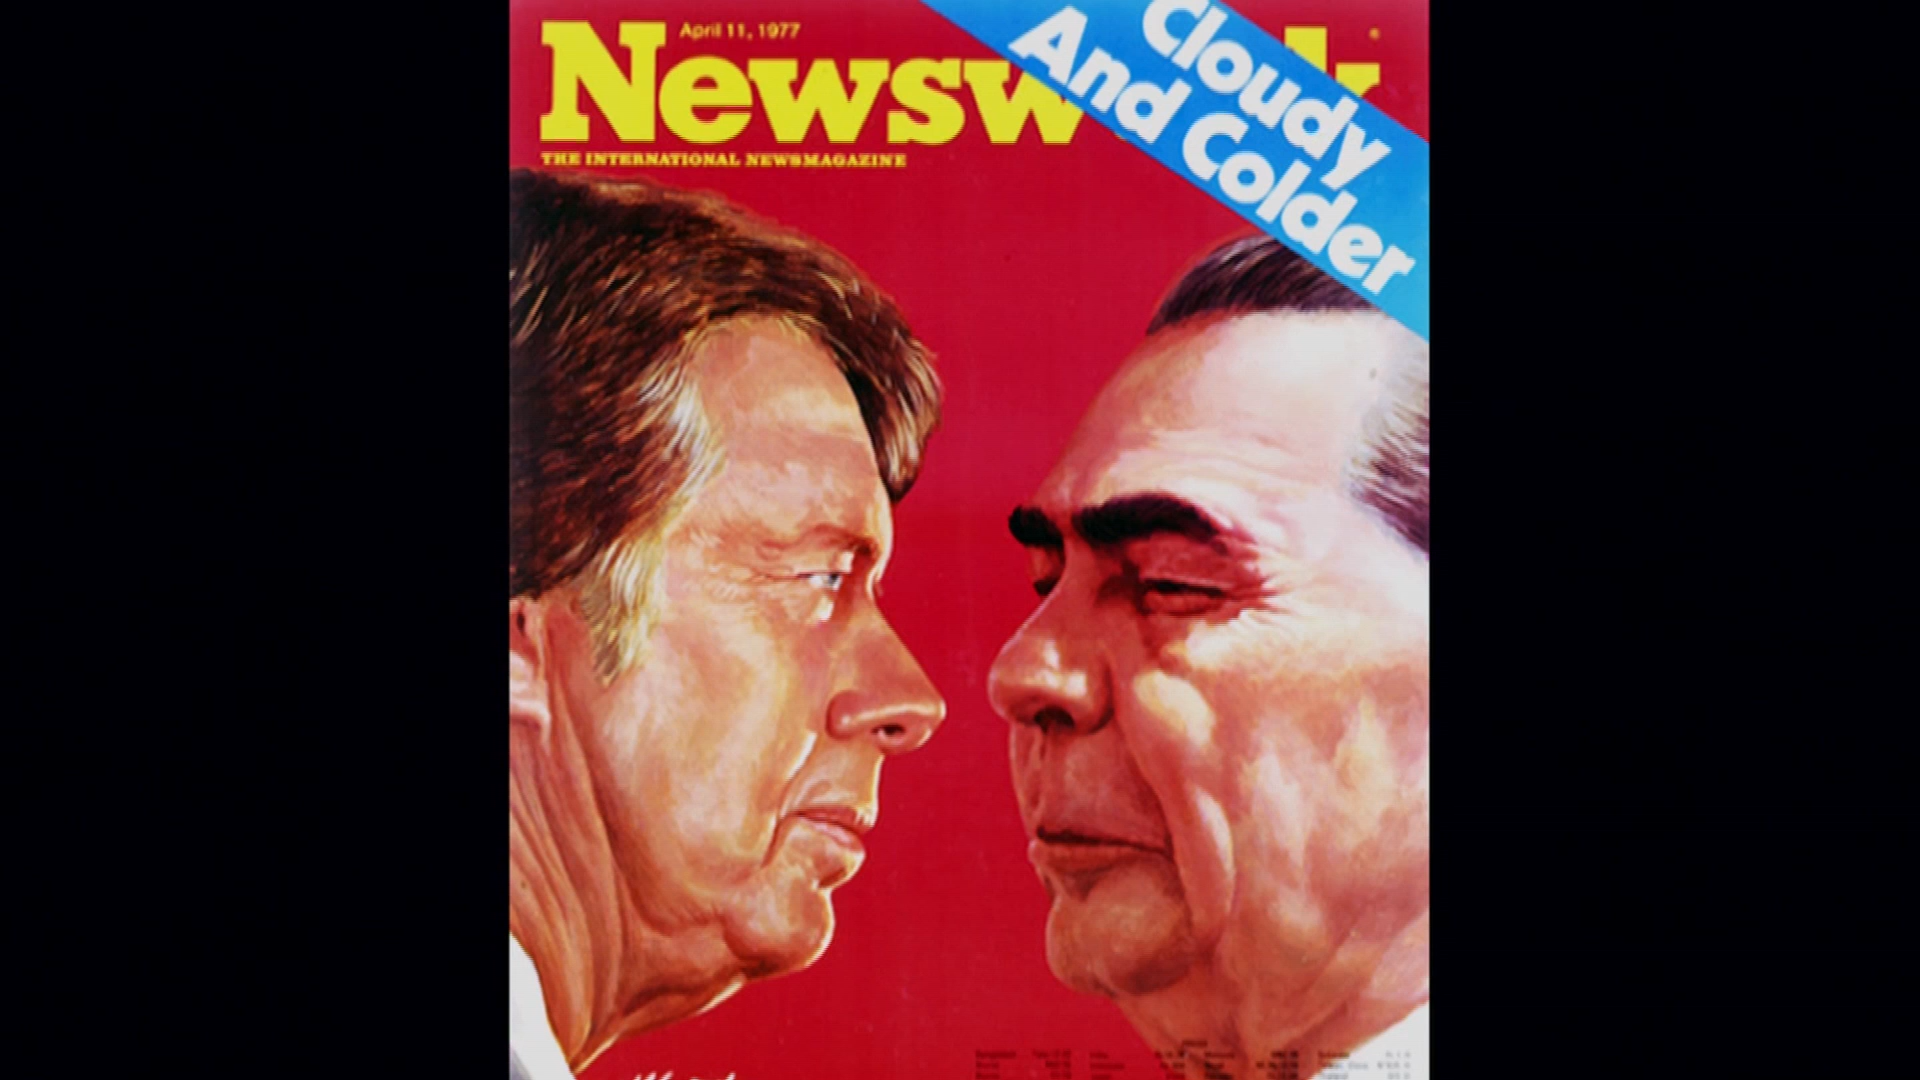 April 11, 1977
Newsw k
THE INTERNATIONAL NEWSMAGAZINE
Cloudy
And Colder